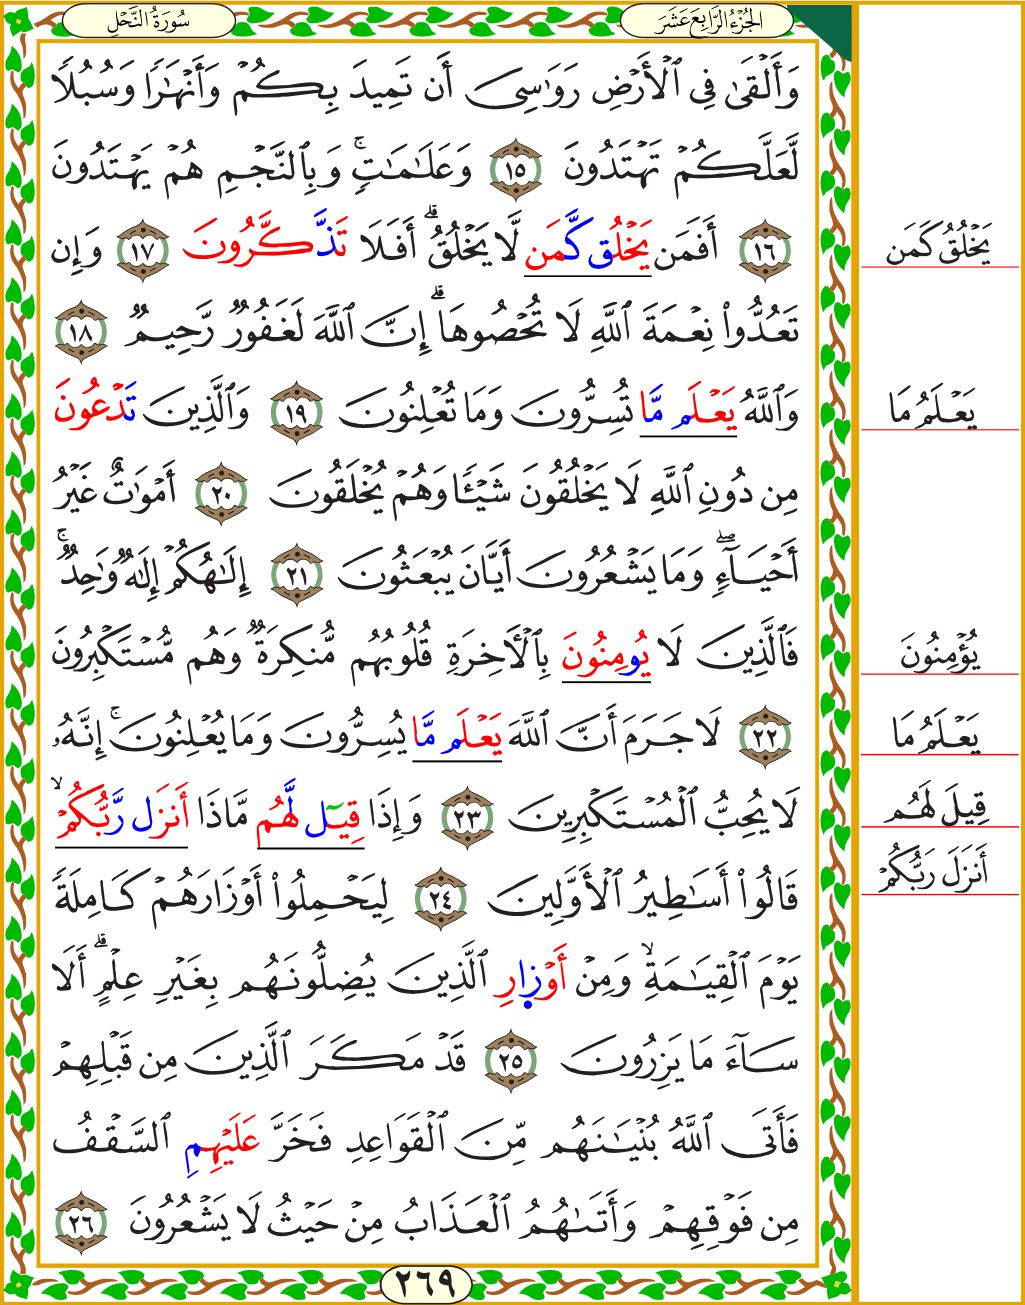 الجُزْءُ الرَّابِعَ عَشَرَ
سُورَةُ النَّحْلِ
وَأَلْقَىٰ فِي ٱلْأَرْضِ رَوَٰسِيَ أَن تَمِيدَ بِكُمْ وَأَنْهَٰرًا وَسُبُلًا
لَّعَلَّكُمْ تَهْتَدُونَ ١٥ وَعَلَٰمَٰتٍۚ وَبِٱلنَّجْمِ هُمْ يَهْتَدُونَ
١٦ أَفَمَن يَخْلُق كَّمَن لَّا يَخْلُقُۗ أَفَلَا تَذَّكَّرُونَ ١٧ وَإِن
يَخْلُقُ كَمَن
تَعُدُّوا۟ نِعْمَةَ ٱللَّهِ لَا تُحْصُوهَاۗ إِنَّ ٱللَّهَ لَغَفُورٌ رَّحِيمٌ ١٨
وَٱللَّهُ يَعْلَم مَّا تُسِرُّونَ وَمَا تُعْلِنُونَ ١٩ وَٱلَّذِينَ تَدْعُونَ
يَعْلَمُ مَا
مِن دُونِ ٱللَّهِ لَا يَخْلُقُونَ شَيْـًٔا وَهُمْ يُخْلَقُونَ ٢٠ أَمْوَٰتٌ غَيْرُ
أَحْيَآءٍۖ وَمَا يَشْعُرُونَ أَيَّانَ يُبْعَثُونَ ٢١ إِلَٰهُكُمْ إِلَٰهٌ وَٰحِدٌۚ
فَٱلَّذِينَ لَا يُومِنُونَ بِٱلْأَخِرَةِ قُلُوبُهُم مُّنكِرَةٌ وَهُم مُّسْتَكْبِرُونَ
يُؤْمِنُونَ
٢٢ لَا جَرَمَ أَنَّ ٱللَّهَ يَعْلَم مَّا يُسِرُّونَ وَمَا يُعْلِنُونَۚ إِنَّهُۥ
يَعْلَمُ مَا
لَا يُحِبُّ ٱلْمُسْتَكْبِرِينَ ٢٣ وَإِذَا قِيٓل لَّهُم مَّاذَا أَنزَل رَّبُّكُمْۙ
قِيلَ لَهُم
أَنزَلَ رَبُّكُمْ
قَالُوٓا۟ أَسَٰطِيرُ ٱلْأَوَّلِينَ ٢٤ لِيَحْمِلُوا۟ أَوْزَارَهُمْ كَامِلَةً
يَوْمَ ٱلْقِيَٰمَةِۙ وَمِنْ أَوْزِارِ ٱلَّذِينَ يُضِلُّونَهُم بِغَيْرِ عِلْمٍۗ أَلَا
سَآءَ مَا يَزِرُونَ ٢٥ قَدْ مَكَرَ ٱلَّذِينَ مِن قَبْلِهِمْ
فَأَتَى ٱللَّهُ بُنْيَٰنَهُم مِّنَ ٱلْقَوَاعِدِ فَخَرَّ عَلَيْهِمِ ٱلسَّقْفُ
مِن فَوْقِهِمْ وَأَتَىٰهُمُ ٱلْعَذَابُ مِنْ حَيْثُ لَا يَشْعُرُونَ ٢٦
٢٦٩